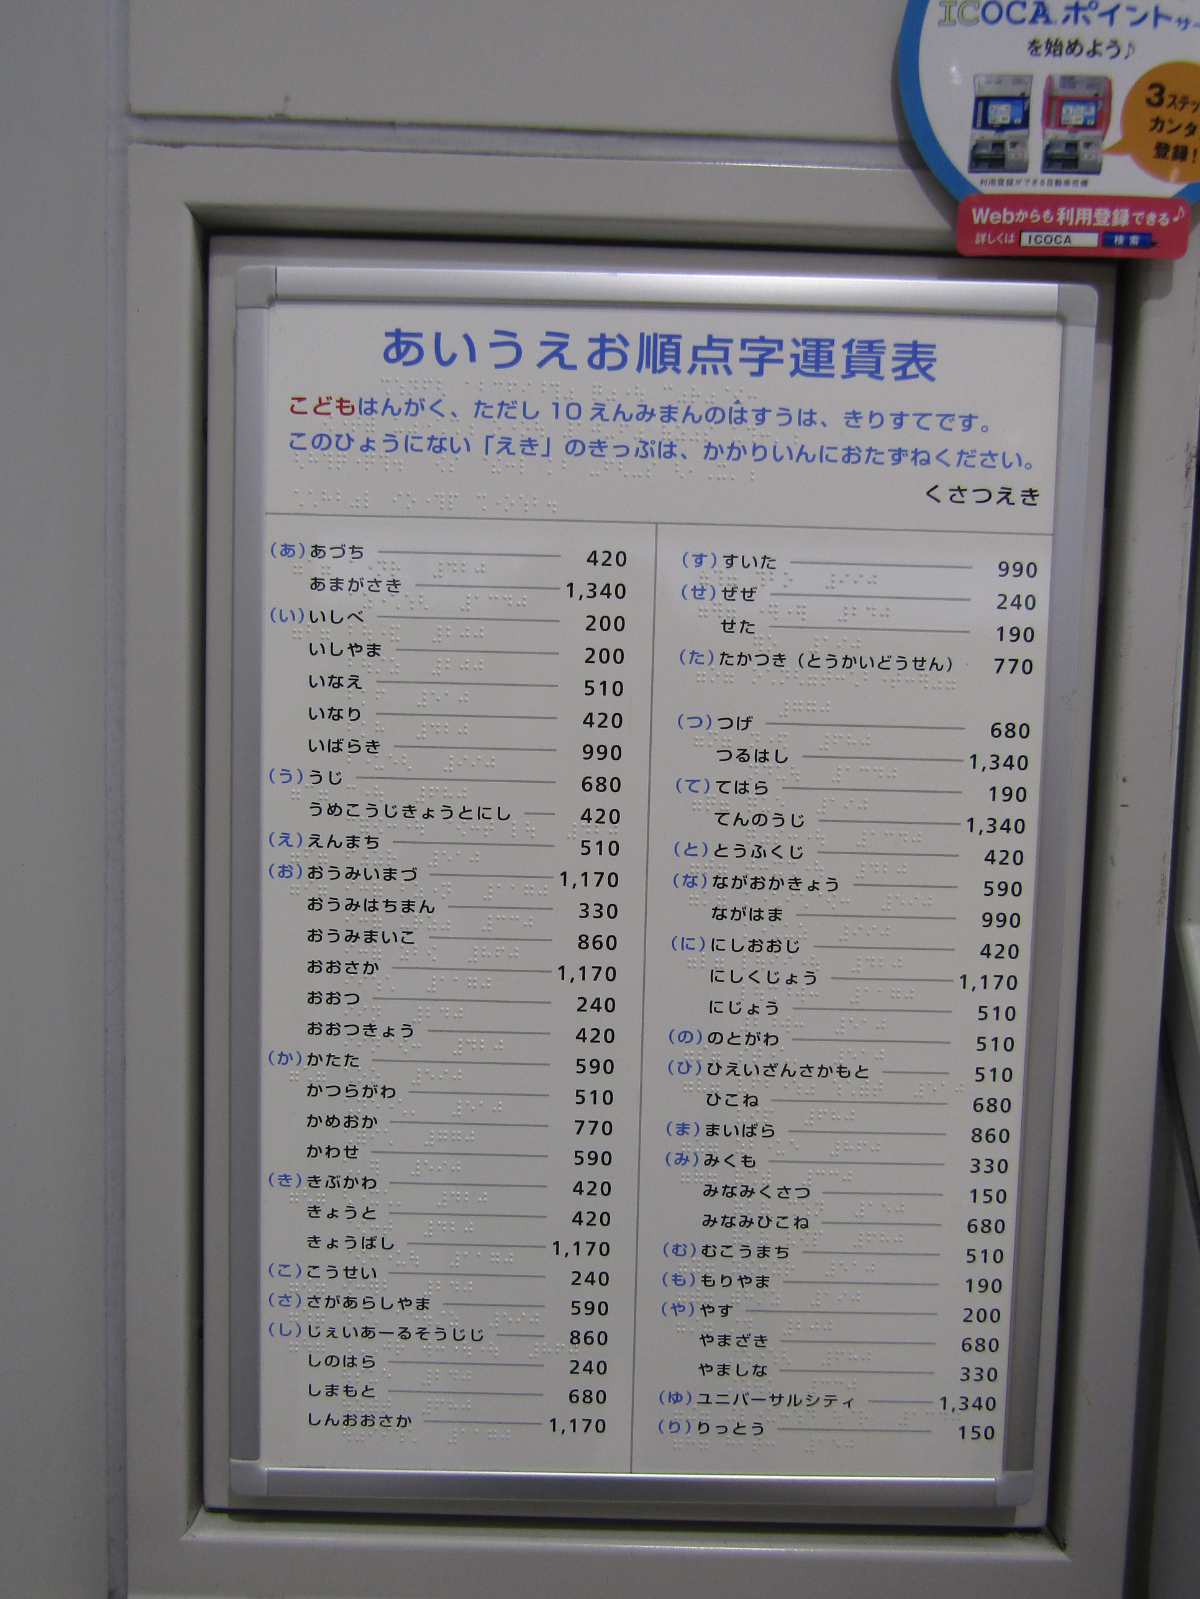 ICOCA ポイントサー
を始めよう♪
3ステッ
カンタ
登録!
利用登録ができる自動券売機
Webからも利用登録できる♪
詳しくは ICOCA 検索
あいうえお順点字運賃表
こどもはんがく、ただし 10 えんみまんのはすうは、きりすてです。
このひょうにない「えき」のきっぷは、かかりいんにおたずねください。
くさつえき
(あ)あづち 420
あまがさき 1,340
(い)いしべ 200
いしやま 200
いなえ 510
いなり 420
いばらき 990
(う)うじ 680
うめこうじきょうとにし 420
(え)えんまち 510
(お)おうみいまづ 1,170
おうみはちまん 330
おうみまいこ 860
おおさか 1,170
おおつ 240
おおつきょう 420
(か)かたた 590
かつらがわ 510
かめおか 770
かわせ 590
(き)きぶかわ 420
きょうと 420
きょうばし 1,170
(こ)こうせい 240
(さ)さがあらしやま 590
(し)じぇいあーるそうじじ 860
しのはら 240
しまもと 680
しんおおさか 1,170
(す)すいた 990
(せ)ぜぜ 240
せた 190
(た)たかつき(とうかいどうせん) 770
(つ)つげ 680
つるはし 1,340
(て)てはら 190
てんのうじ 1,340
(と)とうふくじ 420
(な)ながおかきょう 590
ながはま 990
(に)にしおおじ 420
にしくじょう 1,170
にじょう 510
(の)のとがわ 510
(ひ)ひえいざんさかもと 510
ひこね 680
(ま)まいばら 860
(み)みくも 330
みなみくさつ 150
みなみひこね 680
(む)むこうまち 510
(も)もりやま 190
(や)やす 200
やまざき 680
やましな 330
(ゆ)ユニバーサルシティ 1,340
(り)りっとう 150